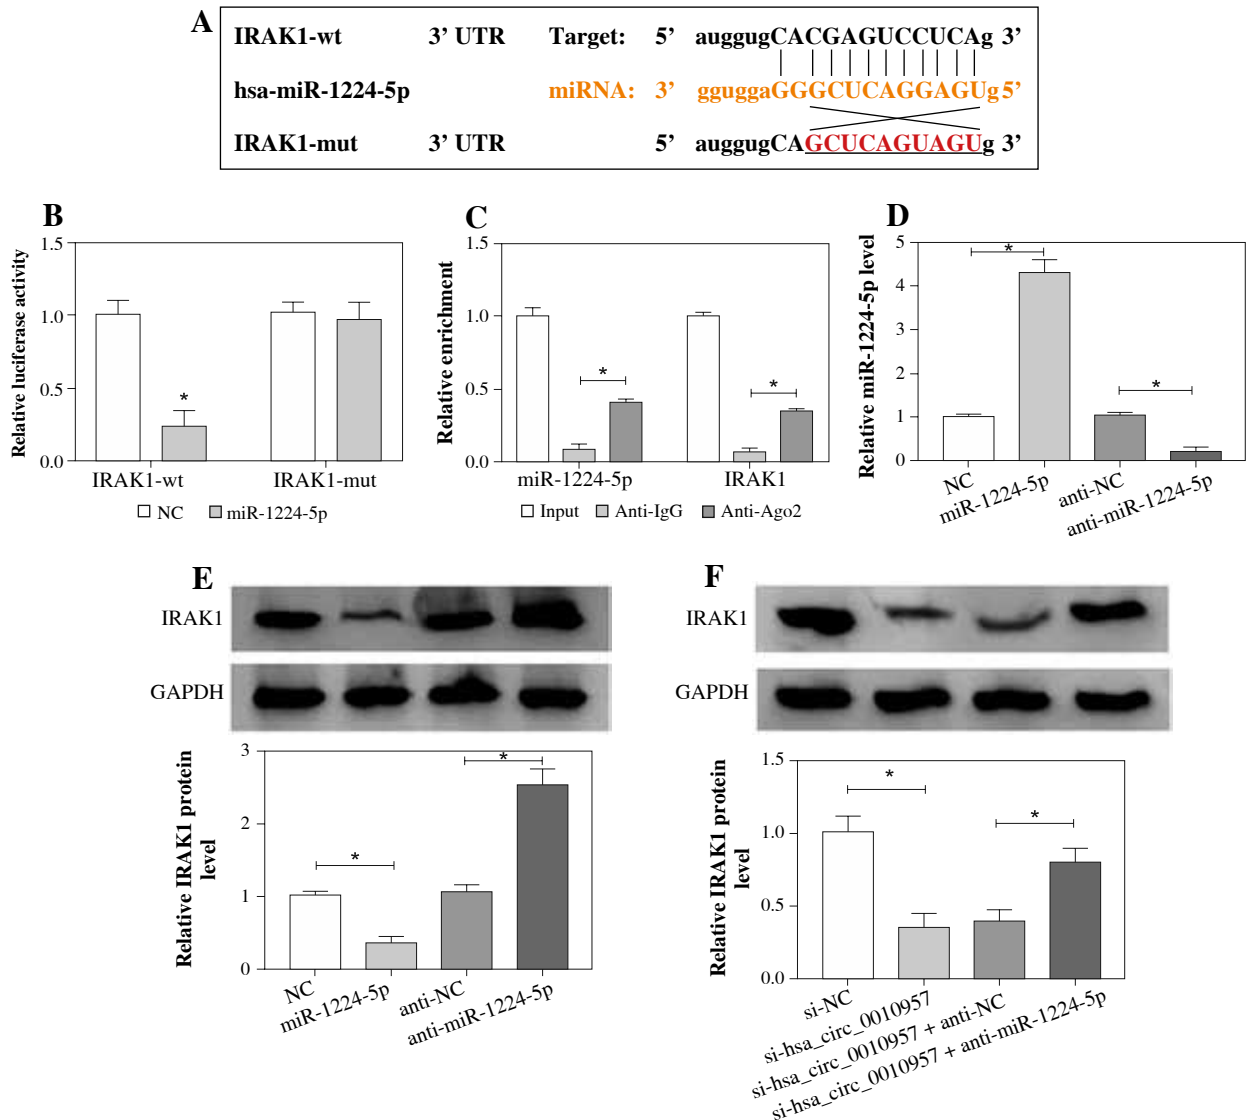 A
IRAK1-wt 3’ UTR Target: 5’ auggugCACGAGUCCUCAg 3’
hsa-miR-1224-5p miRNA: 3’ gguggaGGGCUCAGGAGUg 5’
IRAK1-mut 3’ UTR 5’ auggugCAGCUCAGUAGUg 3’
B
Relative luciferase activity
1.5
1.0
0.5
0.0
*
IRAK1-wt IRAK1-mut
NC miR-1224-5p
C
Relative enrichment
1.5
1.0
0.5
0.0
* *
miR-1224-5p IRAK1
Input Anti-IgG Anti-Ago2
D
Relative miR-1224-5p level
5
4
3
2
1
0
* *
NC
miR-1224-5p
anti-NC
anti-miR-1224-5p
E
IRAK1
GAPDH
Relative IRAK1 protein
level
3
2
1
0
* *
NC
miR-1224-5p
anti-NC
anti-miR-1224-5p
F
IRAK1
GAPDH
Relative IRAK1 protein
level
1.5
1.0
0.5
0.0
* *
si-NC
si-hsa_circ_0010957
si-hsa_circ_0010957 + anti-NC
si-hsa_circ_0010957 + anti-miR-1224-5p